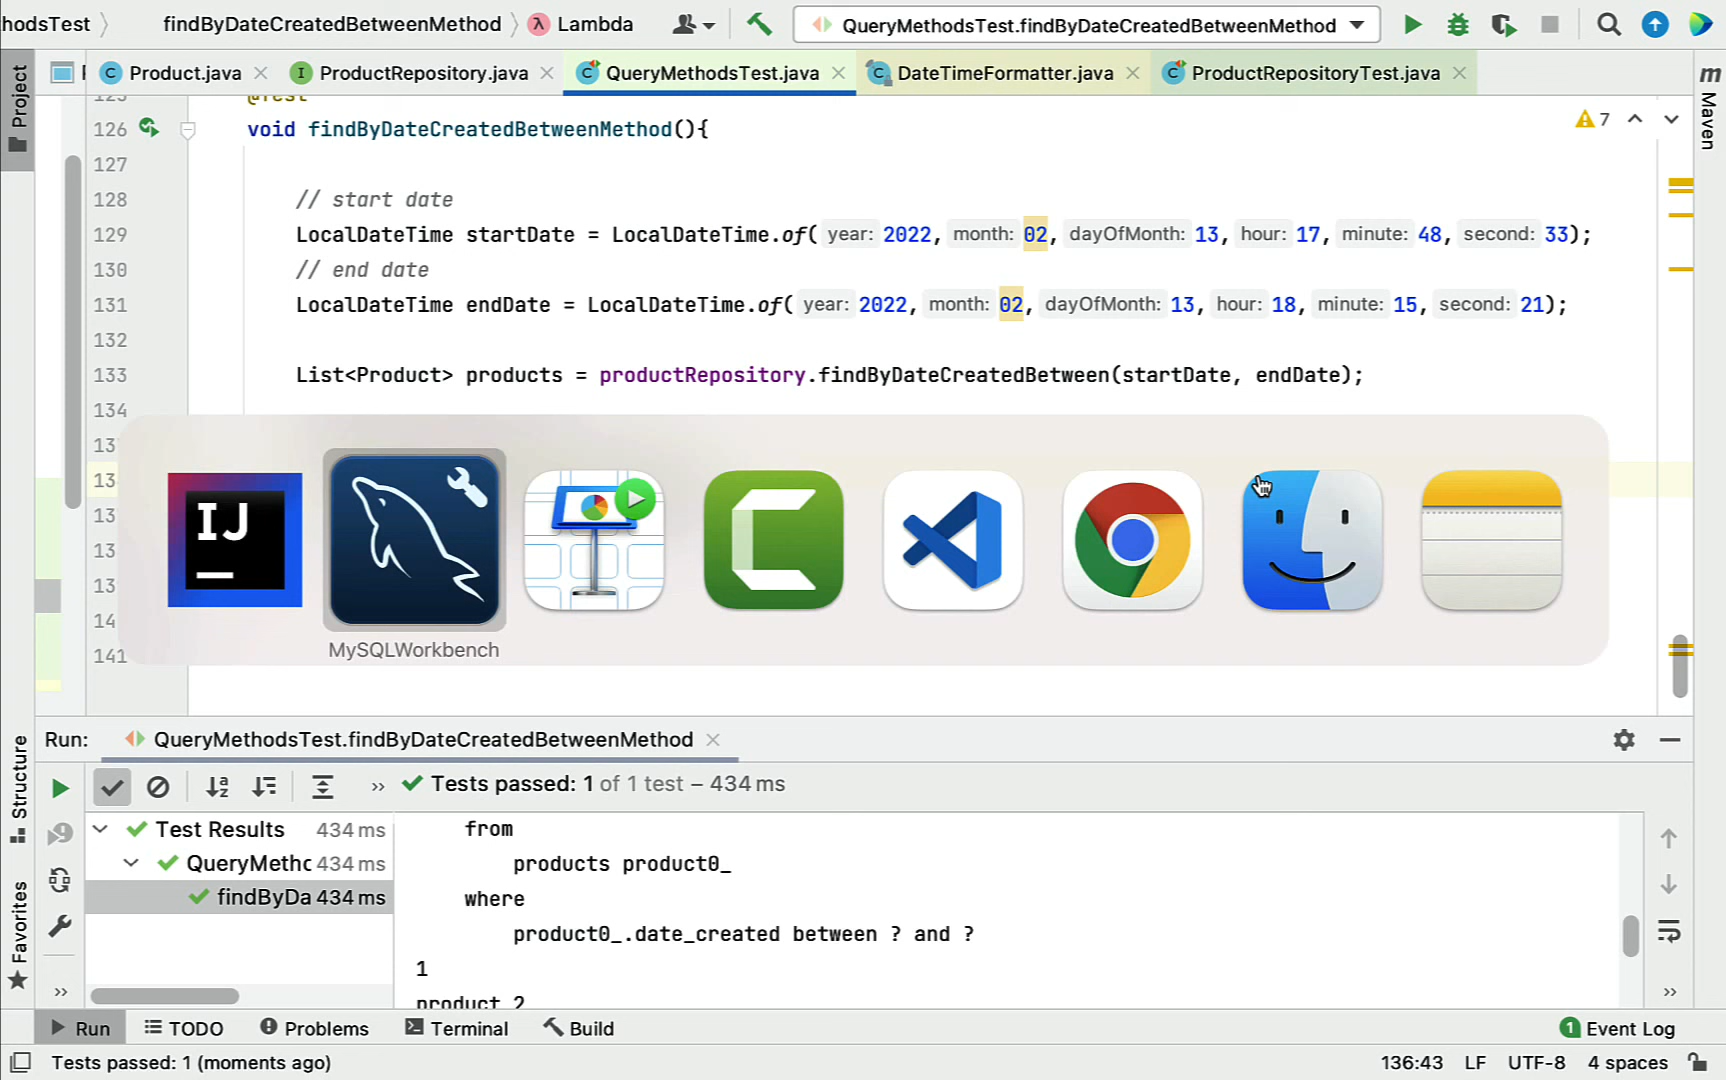 hodsTest
findByDateCreatedBetweenMethod
λ Lambda
QueryMethodsTest.findByDateCreatedBetweenMethod
Product.java
ProductRepository.java
QueryMethodsTest.java
DateTimeFormatter.java
ProductRepositoryTest.java
Project
m Maven
7
125 @Test
126 void findByDateCreatedBetweenMethod(){
127
128 // start date
129 LocalDateTime startDate = LocalDateTime.of( year: 2022, month: 02, dayOfMonth: 13, hour: 17, minute: 48, second: 33);
130 // end date
131 LocalDateTime endDate = LocalDateTime.of( year: 2022, month: 02, dayOfMonth: 13, hour: 18, minute: 15, second: 21);
132
133 List<Product> products = productRepository.findByDateCreatedBetween(startDate, endDate);
134
IJ
MySQLWorkbench
141
Structure
Favorites
Run: QueryMethodsTest.findByDateCreatedBetweenMethod
Tests passed: 1 of 1 test – 434 ms
Test Results 434 ms
QueryMethc 434 ms
findByDa 434 ms
from
products product0_
where
product0_.date_created between ? and ?
1
product 2
Run TODO Problems Terminal Build
1 Event Log
Tests passed: 1 (moments ago)
136:43 LF UTF-8 4 spaces